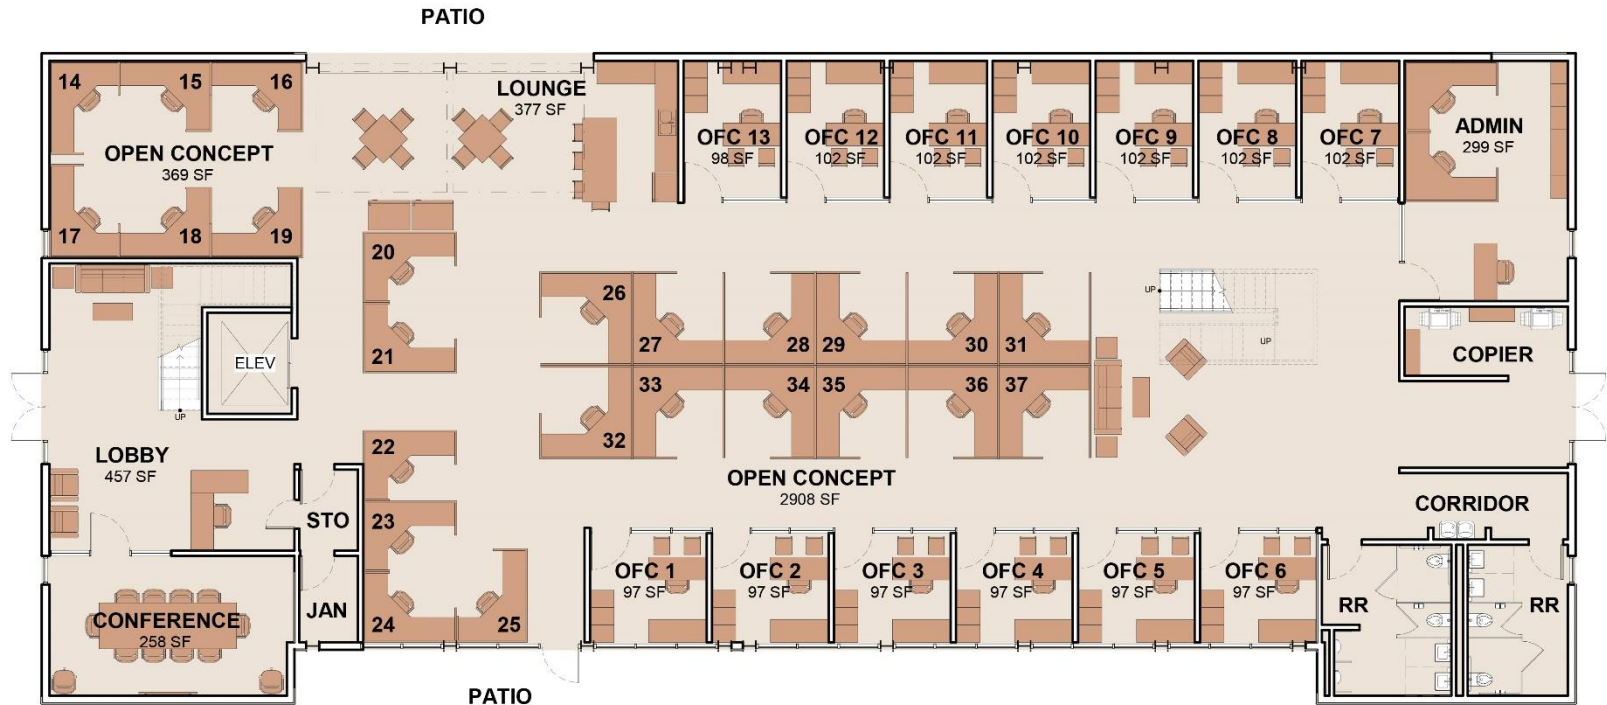 PATIO
14
15
16
OPEN CONCEPT
369 SF
17
18
19
LOUNGE
377 SF
OFC 13
98 SF
OFC 12
102 SF
OFC 11
102 SF
OFC 10
102 SF
OFC 9
102 SF
OFC 8
102 SF
OFC 7
102 SF
ADMIN
299 SF
20
21
22
23
24
25
26
27
28
29
30
31
32
33
34
35
36
37
UP
UP
COPIER
ELEV
UP
LOBBY
457 SF
OPEN CONCEPT
2908 SF
CORRIDOR
STO
JAN
CONFERENCE
258 SF
OFC 1
97 SF
OFC 2
97 SF
OFC 3
97 SF
OFC 4
97 SF
OFC 5
97 SF
OFC 6
97 SF
RR
RR
PATIO